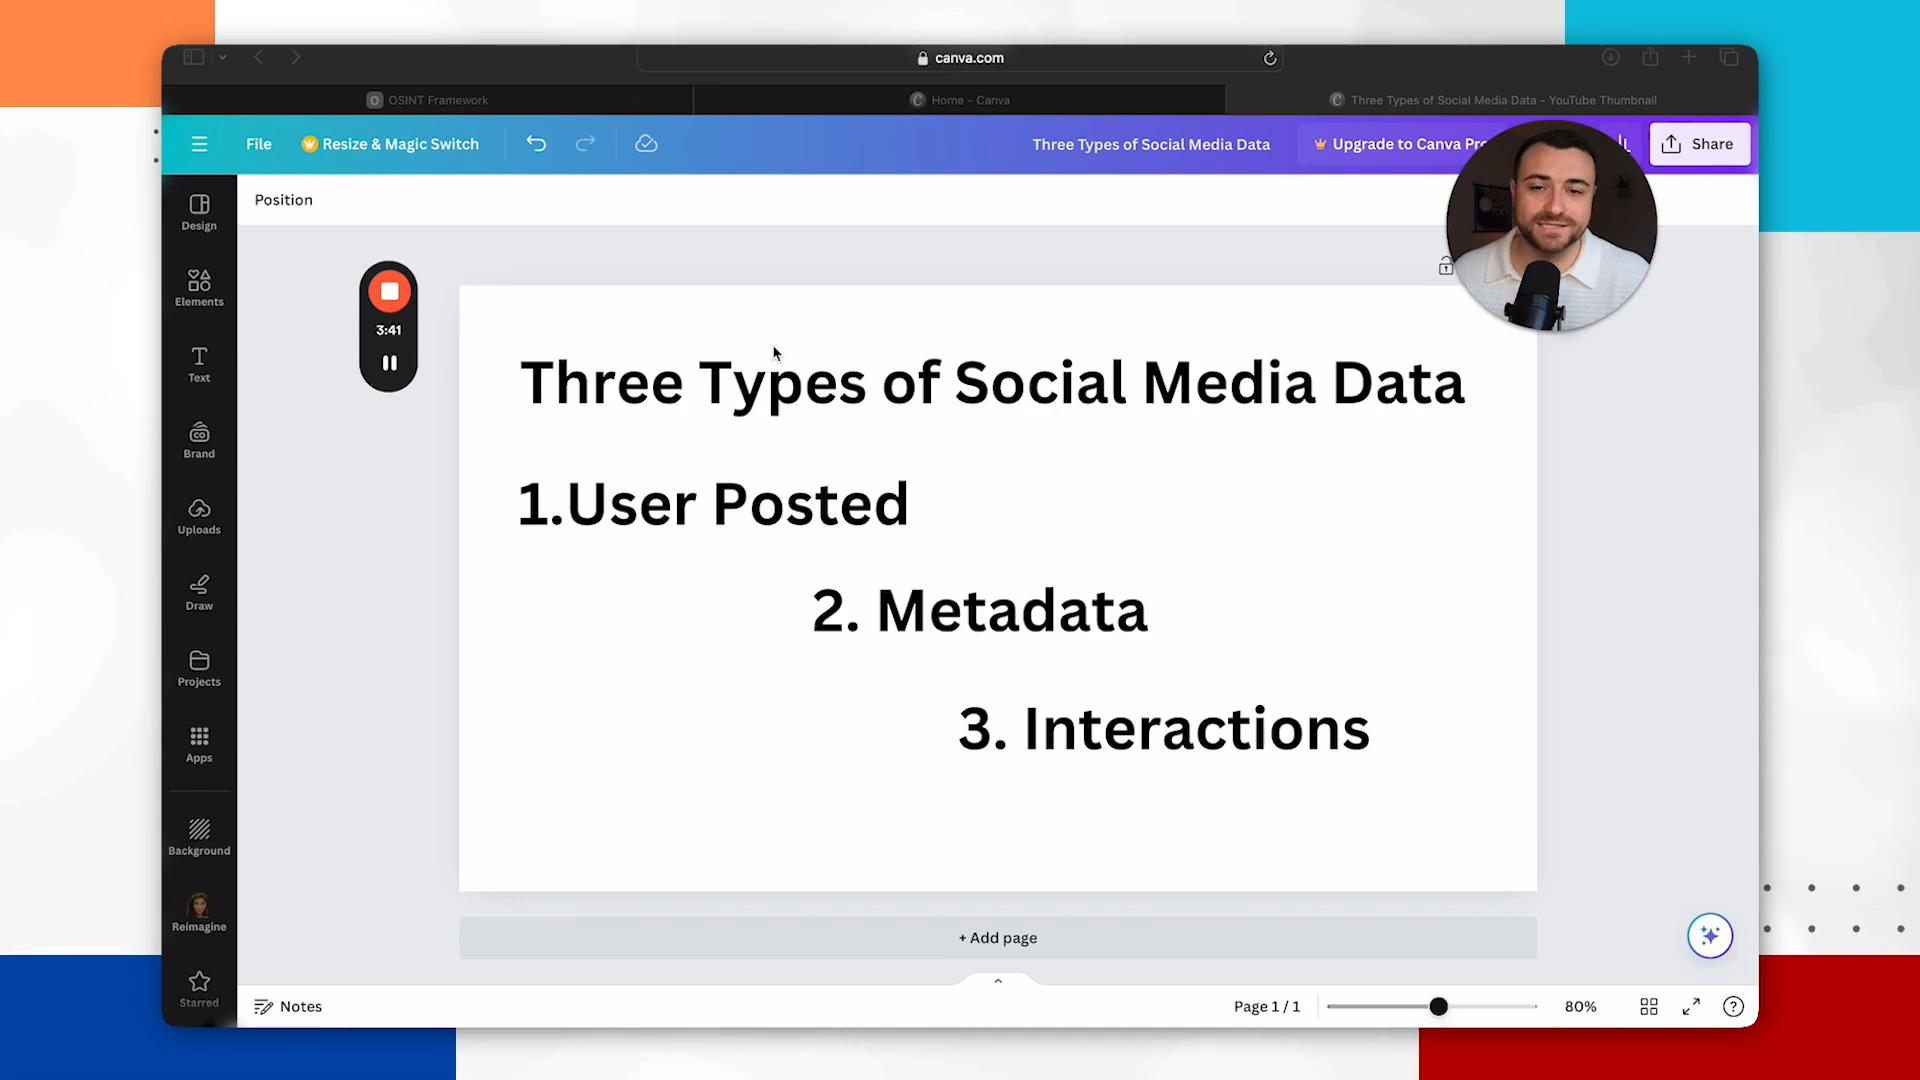 canva.com
OSINT Framework
Home - Canva
Three Types of Social Media Data - YouTube Thumbnail
File
Resize & Magic Switch
Three Types of Social Media Data
Upgrade to Canva Pro
Share
Position
Design
Elements
Text
Brand
Uploads
Draw
Projects
Apps
Background
Reimagine
Starred
3:41
Three Types of Social Media Data
1.User Posted
2. Metadata
3. Interactions
+ Add page
Notes
Page 1 / 1
80%